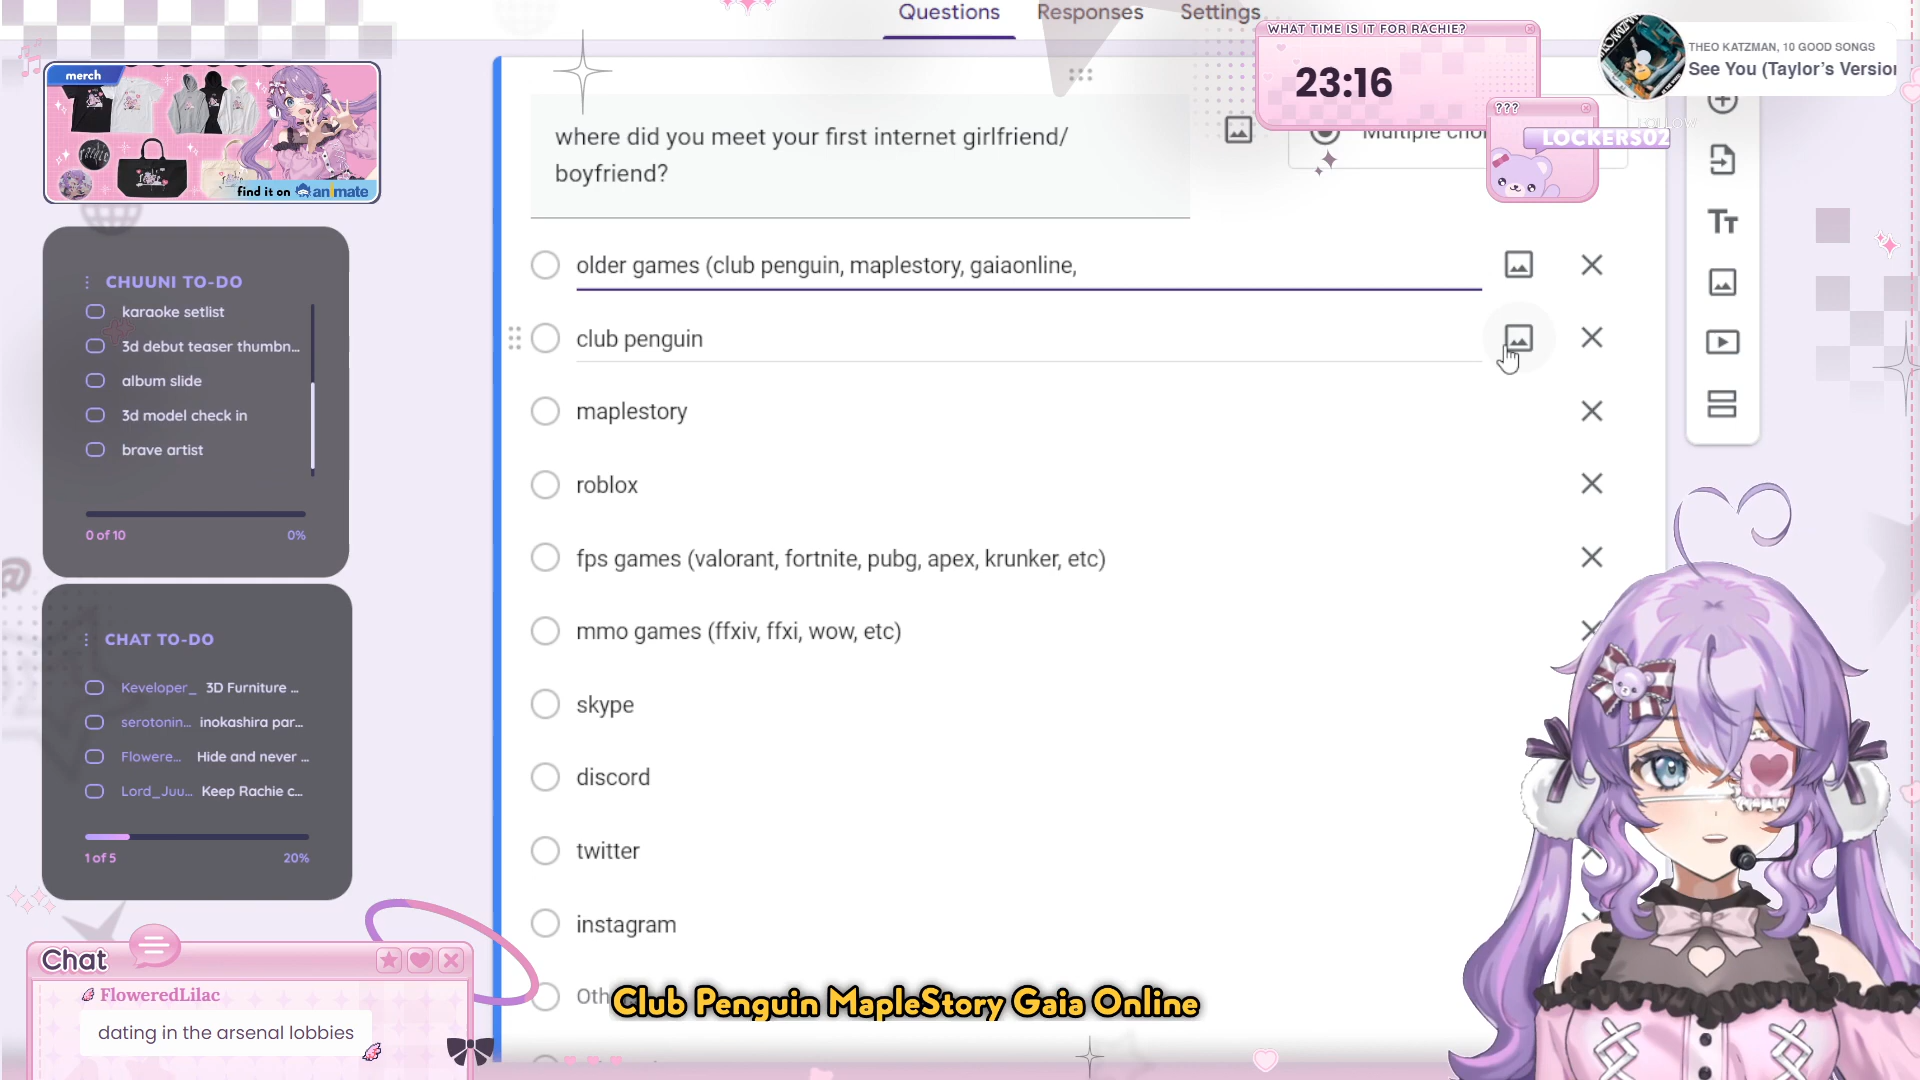 Questions
Responses
Settings
merch
find it on animate
CHUUNI TO-DO
karaoke setlist
3d debut teaser thumbn...
album slide
3d model check in
brave artist
0 of 10
0%
CHAT TO-DO
Keveloper_ 3D Furniture ...
serotonin... inokashira par...
Flowere... Hide and never ...
Lord_Juu... Keep Rachie c...
1 of 5
20%
Chat
FloweredLilac
dating in the arsenal lobbies
where did you meet your first internet girlfriend/
boyfriend?
older games (club penguin, maplestory, gaiaonline,
club penguin
maplestory
roblox
fps games (valorant, fortnite, pubg, apex, krunker, etc)
mmo games (ffxiv, ffxi, wow, etc)
skype
discord
twitter
instagram
Club Penguin MapleStory Gaia Online
WHAT TIME IS IT FOR RACHIE?
23:16
Multiple
???
FOLLOW
LOCKERS02
THEO KATZMAN, 10 GOOD SONGS
See You (Taylor's
Tt